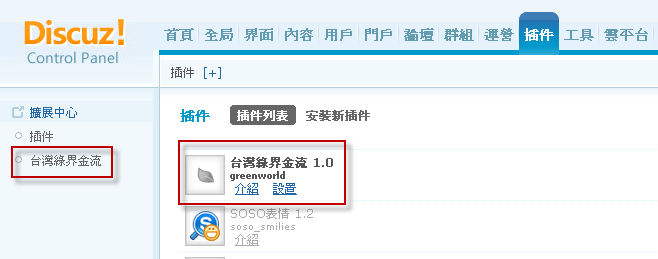 Discuz!
Control Panel
首頁 全局 界面 內容 用戶 門戶 論壇 群組 運營 插件 工具 雲平台
插件 [+]
擴展中心
插件
台灣綠界金流
插件 插件列表 安裝新插件
台灣綠界金流 1.0
greenworld
介紹 設置
SOSO表情 1.2
soso_smilies
介紹